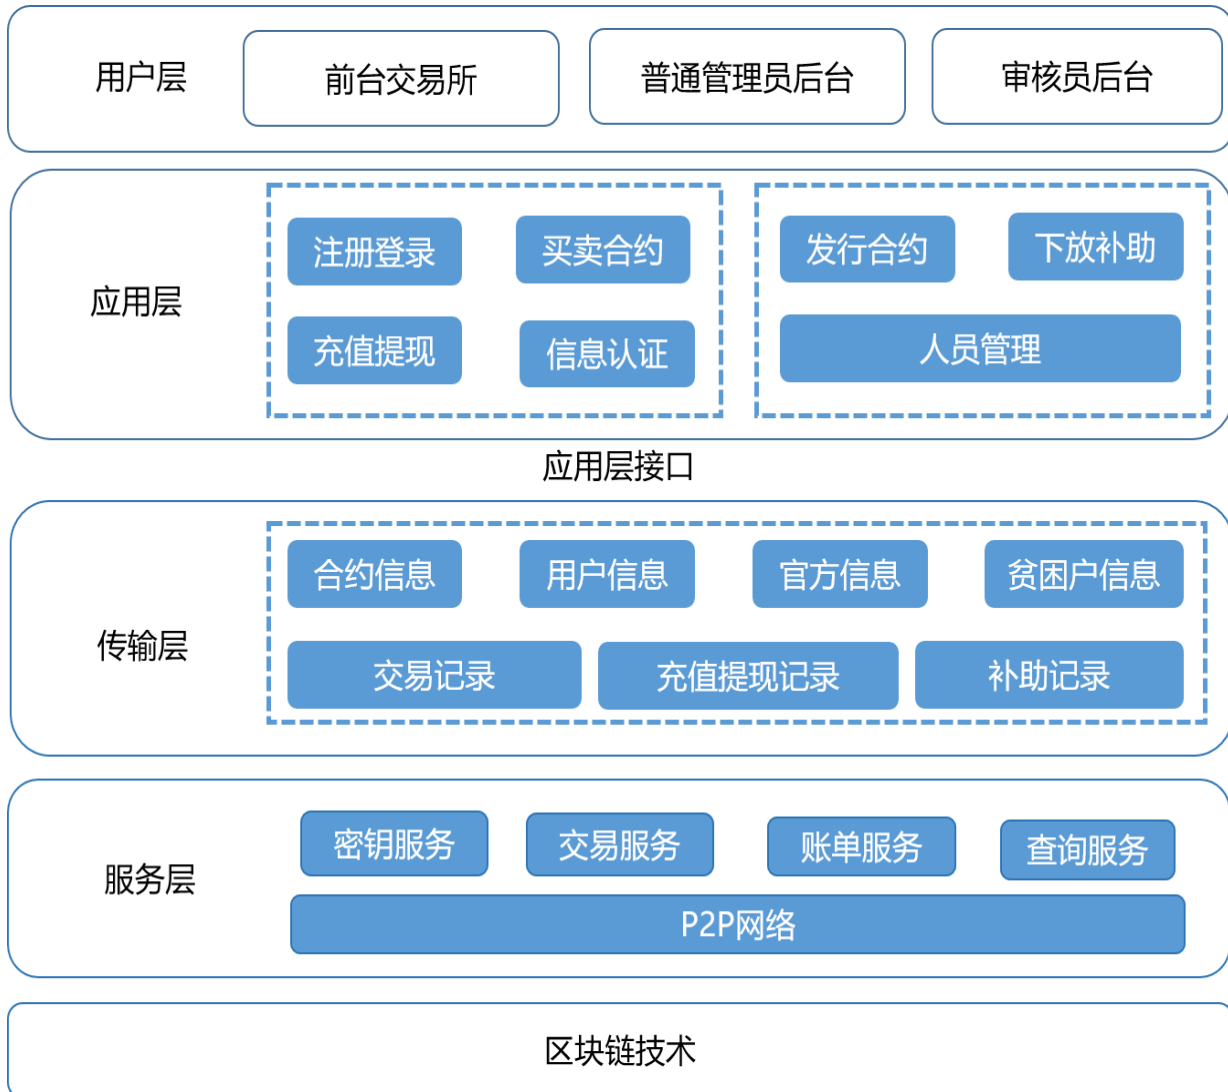 用户层
前台交易所
普通管理员后台
审核员后台
应用层
注册登录
买卖合约
充值提现
信息认证
发行合约
下放补助
人员管理
应用层接口
传输层
合约信息
用户信息
官方信息
贫困户信息
交易记录
充值提现记录
补助记录
服务层
密钥服务
交易服务
账单服务
查询服务
P2P网络
区块链技术